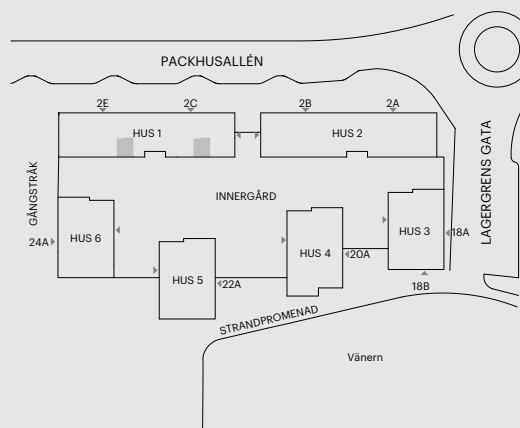 PACKHUSALLÉN
2E
2C
2B
2A
HUS 1
HUS 2
LAGERGRENS GATA
GÅNGSTRÅK
INNERGÅRD
24A
HUS 6
HUS 3
18A
HUS 4
20A
HUS 5
22A
18B
STRANDPROMENAD
Vänern